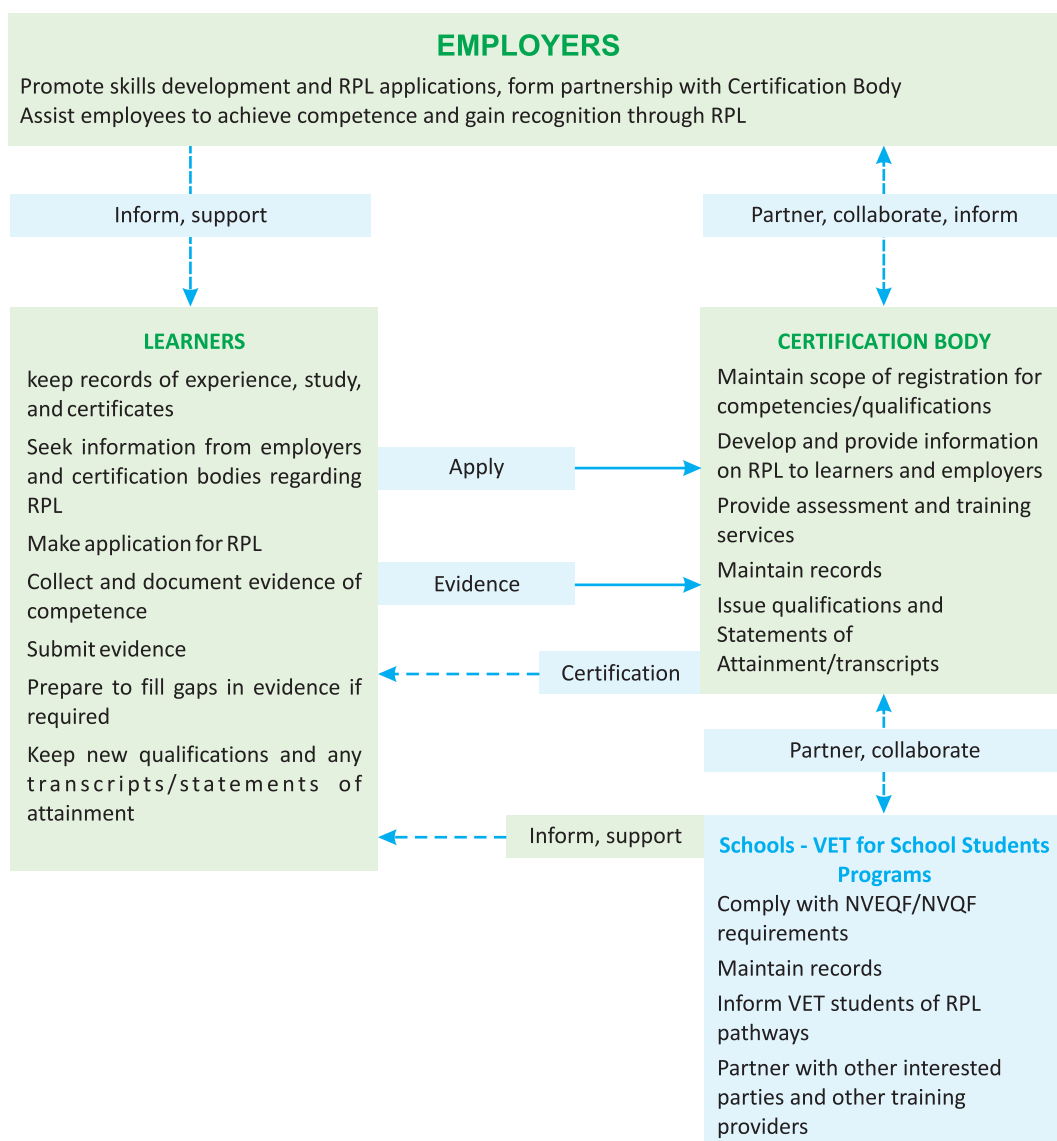 EMPLOYERS
Promote skills development and RPL applications, form partnership with Certification Body
Assist employees to achieve competence and gain recognition through RPL
Inform, support
Partner, collaborate, inform
LEARNERS
keep records of experience, study,
and certificates
Seek information from employers
and certification bodies regarding
RPL
Make application for RPL
Collect and document evidence of
competence
Submit evidence
Prepare to fill gaps in evidence if
required
Keep new qualifications and any
transcripts/statements of
attainment
Apply
Evidence
Certification
Inform, support
CERTIFICATION BODY
Maintain scope of registration for
competencies/qualifications
Develop and provide information
on RPL to learners and employers
Provide assessment and training
services
Maintain records
Issue qualifications and
Statements of
Attainment/transcripts
Partner, collaborate
Schools - VET for School Students
Programs
Comply with NVEQF/NVQF
requirements
Maintain records
Inform VET students of RPL
pathways
Partner with other interested
parties and other training
providers